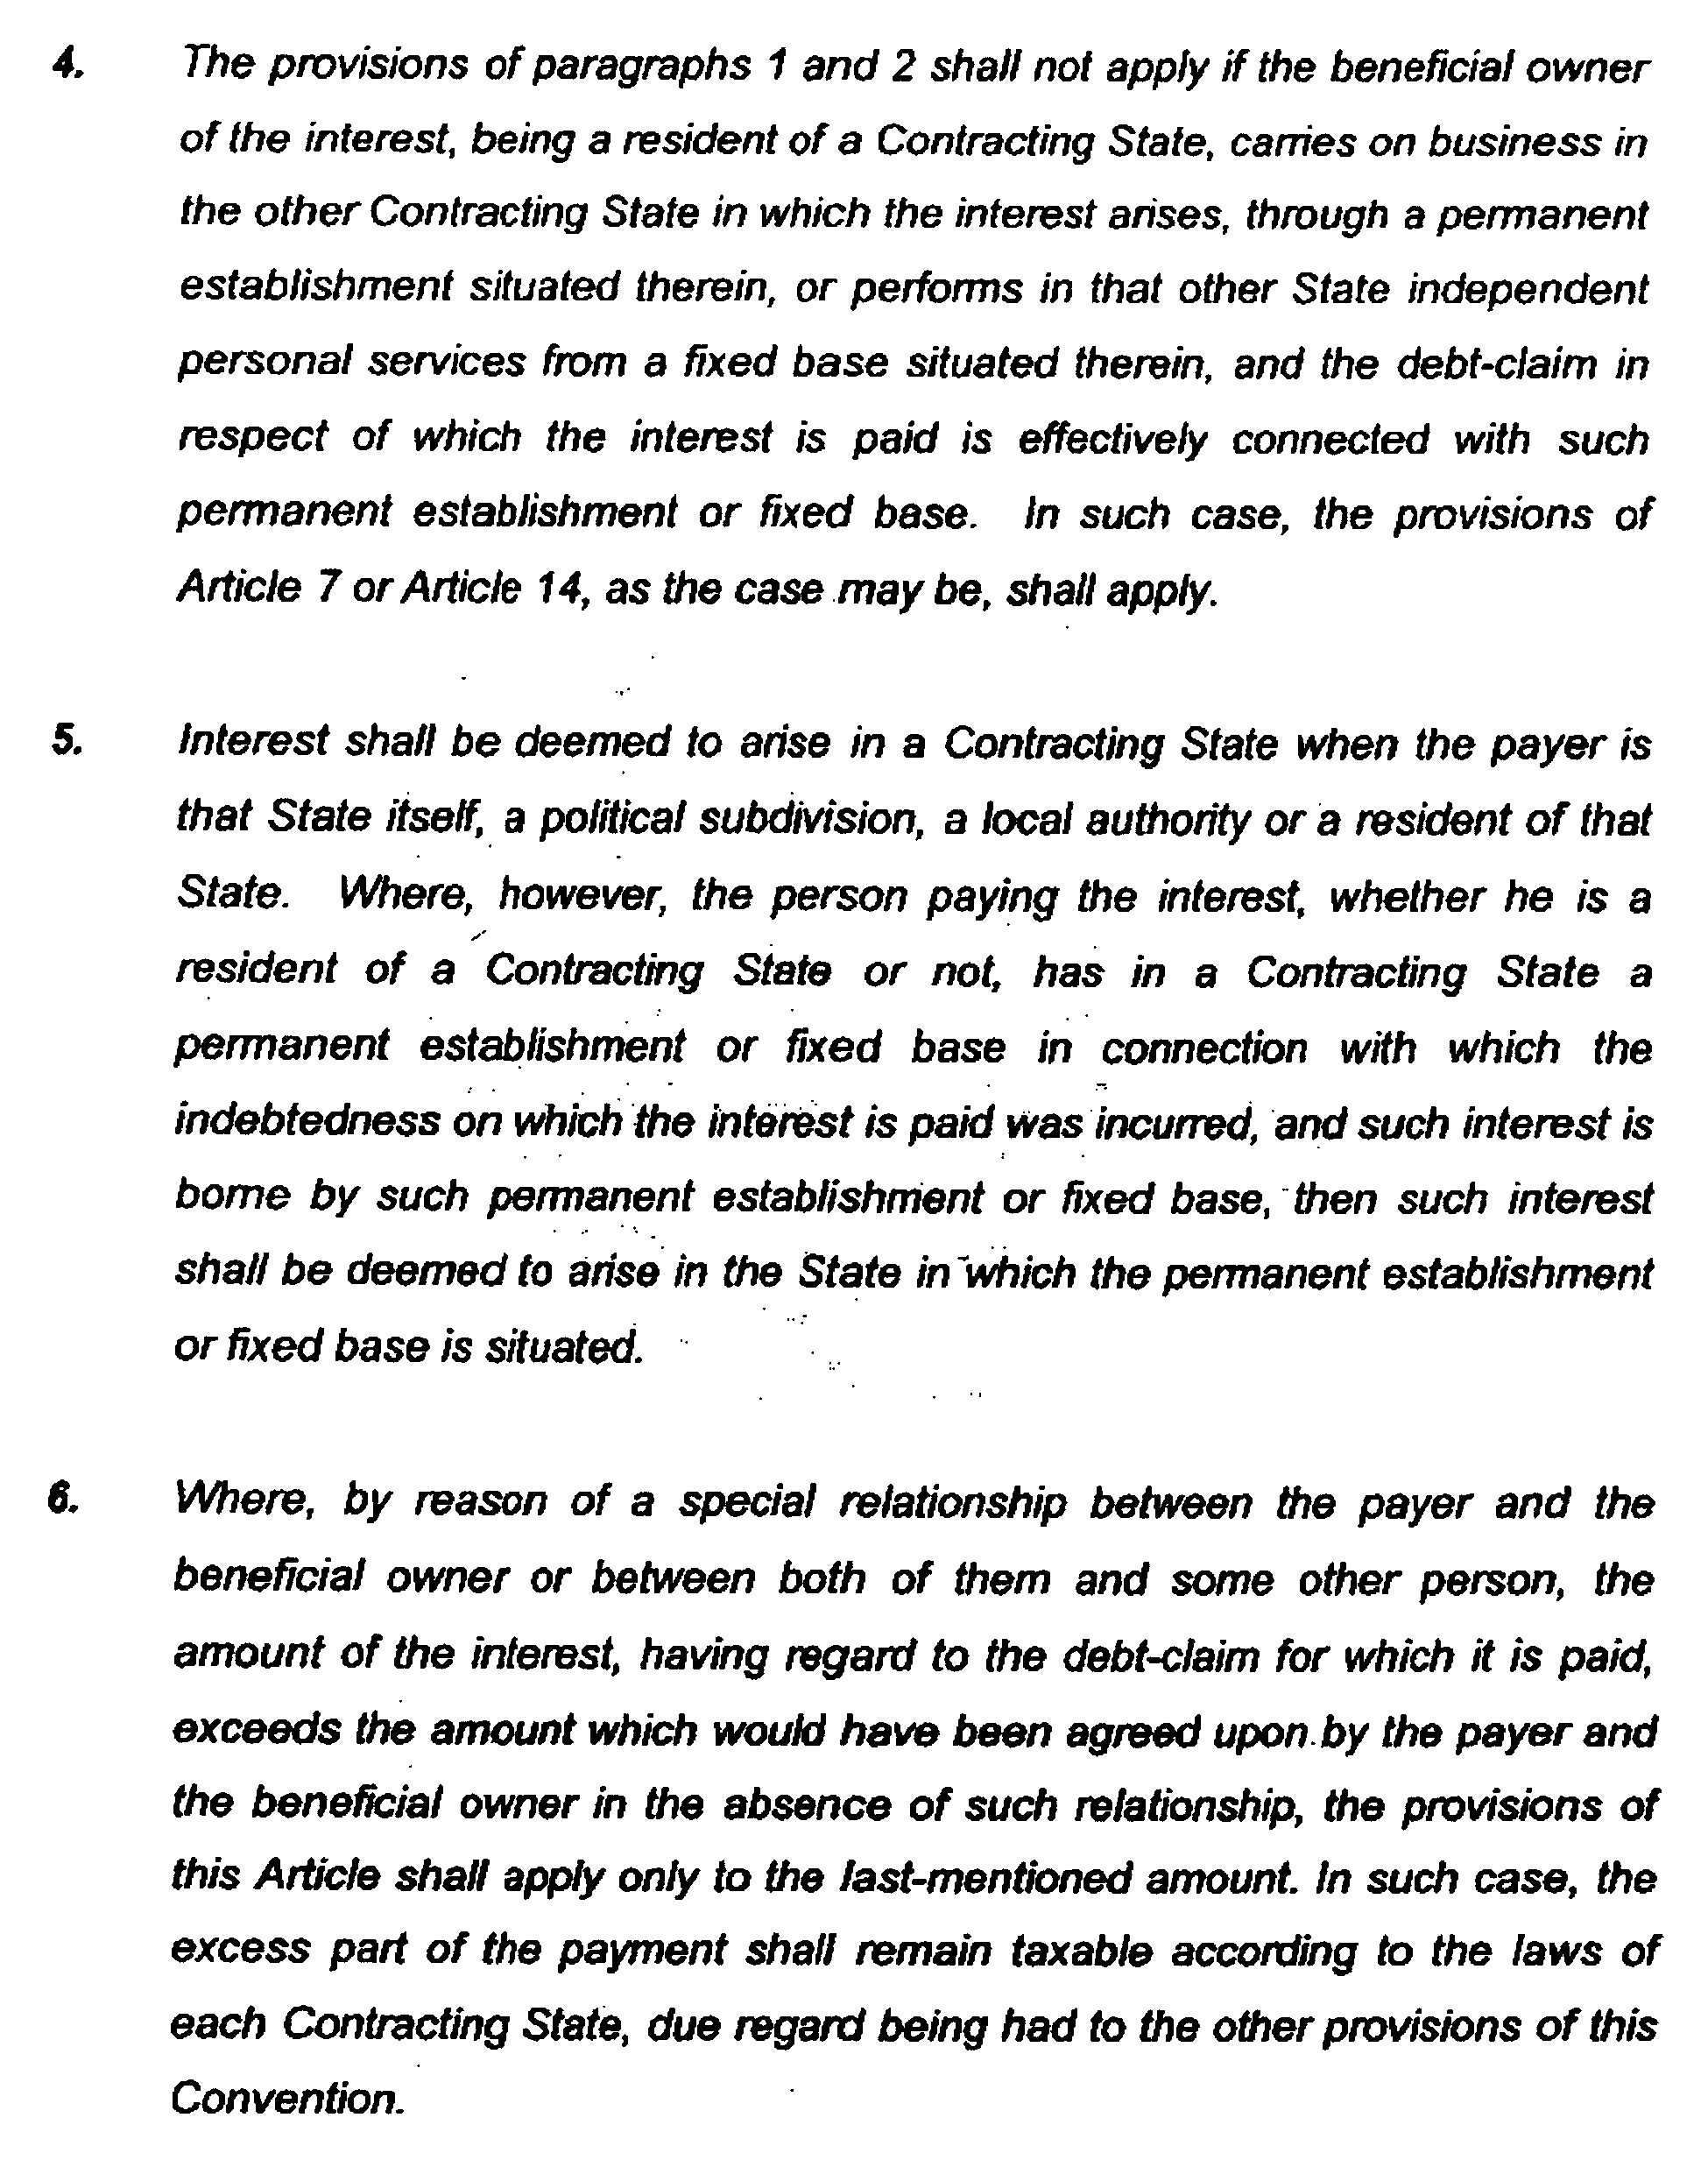 4. The provisions of paragraphs 1 and 2 shall not apply if the beneficial owner
of the interest, being a resident of a Contracting State, carries on business in
the other Contracting State in which the interest arises, through a permanent
establishment situated therein, or performs in that other State independent
personal services from a fixed base situated therein, and the debt-claim in
respect of which the interest is paid is effectively connected with such
permanent establishment or fixed base. In such case, the provisions of
Article 7 or Article 14, as the case may be, shall apply.
5. Interest shall be deemed to arise in a Contracting State when the payer is
that State itself, a political subdivision, a local authority or a resident of that
State. Where, however, the person paying the interest, whether he is a
resident of a Contracting State or not, has in a Contracting State a
permanent establishment or fixed base in connection with which the
indebtedness on which the interest is paid was incurred, and such interest is
borne by such permanent establishment or fixed base, then such interest
shall be deemed to arise in the State in which the permanent establishment
or fixed base is situated.
6. Where, by reason of a special relationship between the payer and the
beneficial owner or between both of them and some other person, the
amount of the interest, having regard to the debt-claim for which it is paid,
exceeds the amount which would have been agreed upon by the payer and
the beneficial owner in the absence of such relationship, the provisions of
this Article shall apply only to the last-mentioned amount. In such case, the
excess part of the payment shall remain taxable according to the laws of
each Contracting State, due regard being had to the other provisions of this
Convention.